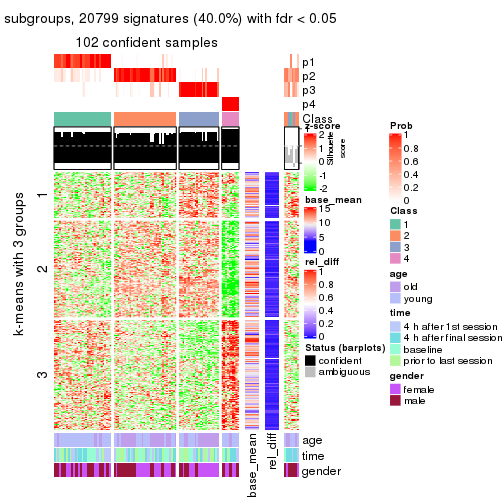 subgroups, 20799 signatures (40.0%) with fdr < 0.05
102 confident samples
p1
p2
p3
p4
Class
z-score
2
1
0
-1
-2
Silhouette
score
base_mean
15
10
5
0
rel_diff
1
0.8
0.6
0.4
0.2
0
Status (barplots)
confident
ambiguous
Prob
1
0.8
0.6
0.4
0.2
0
Class
1
2
3
4
age
old
young
time
4 h after 1st session
4 h after final session
baseline
prior to last session
gender
female
male
k-means with 3 groups
1
2
3
base_mean
rel_diff
age
time
gender